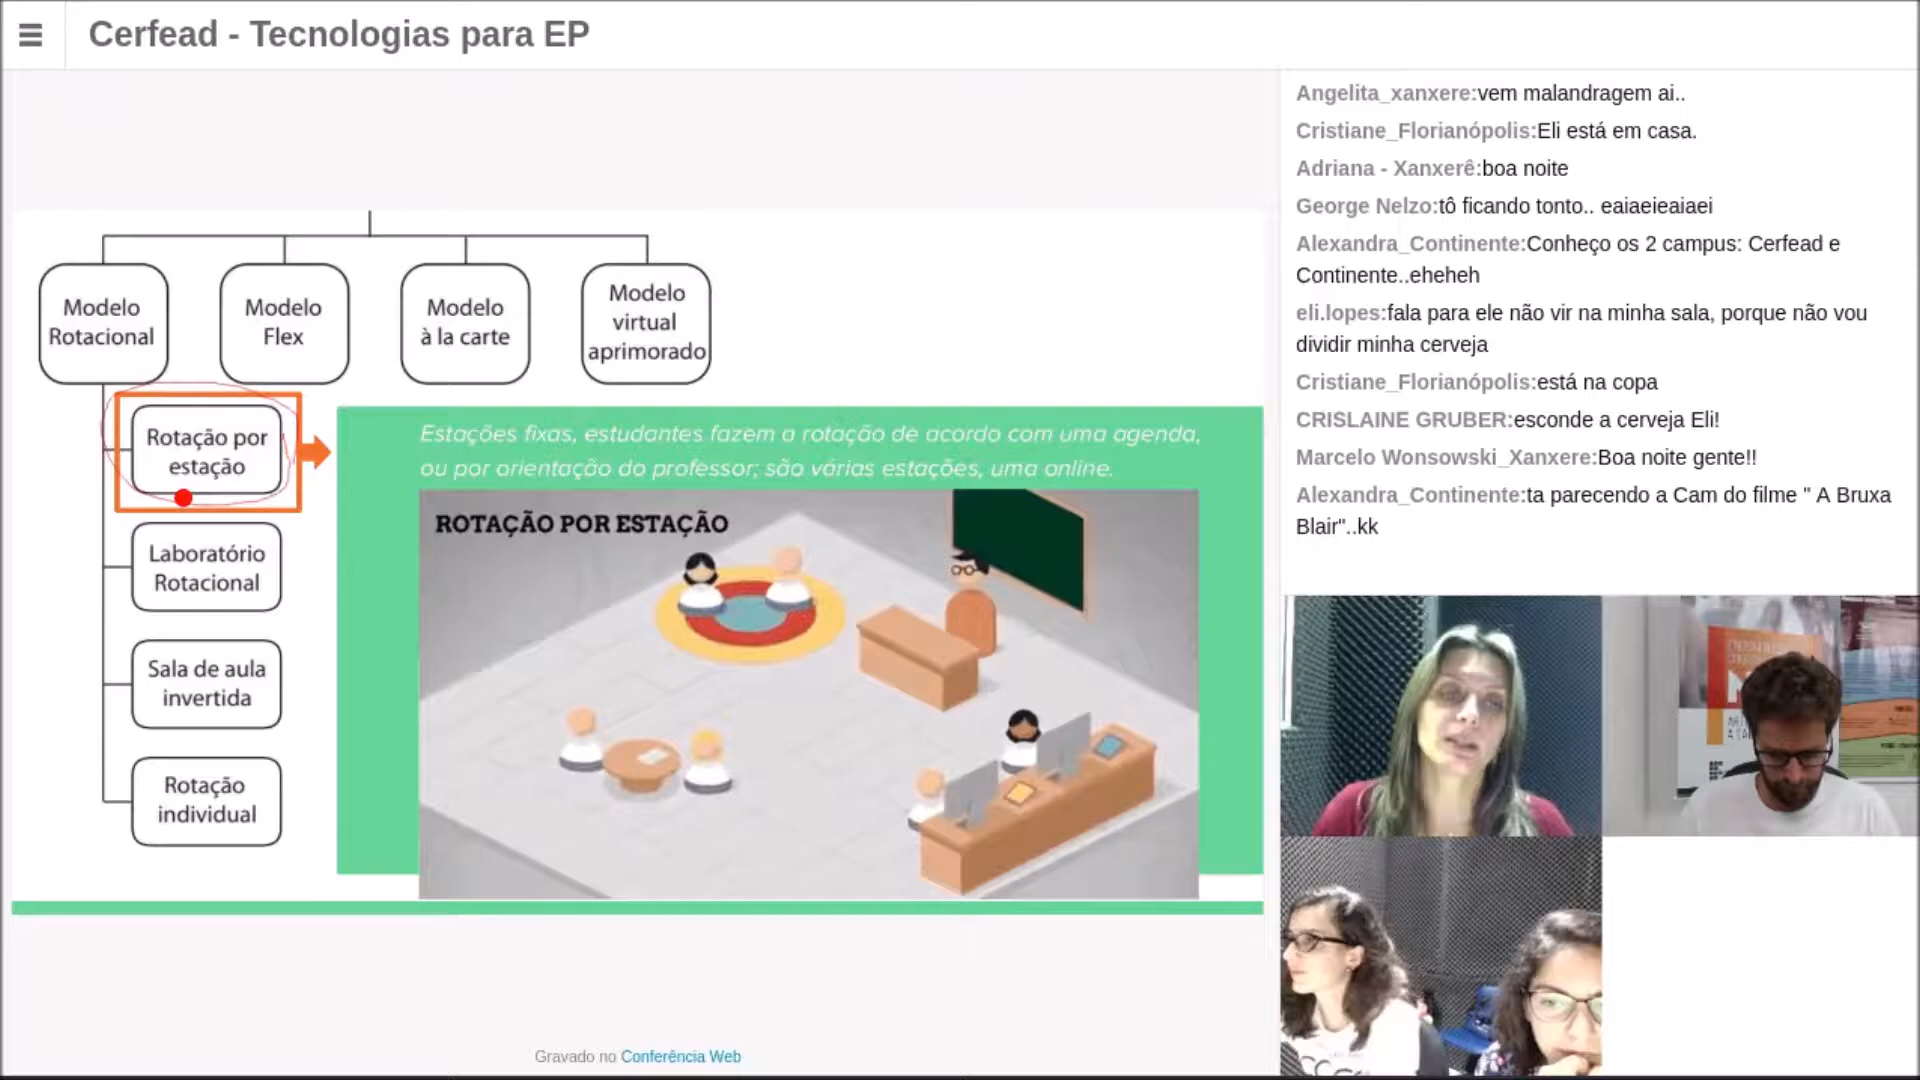 Cerfead - Tecnologias para EP
Modelo
Rotacional
Modelo
Flex
Modelo
à la carte
Modelo
virtual
aprimorado
Rotação por
estação
Laboratório
Rotacional
Sala de aula
invertida
Rotação
individual
Estações fixas, estudantes fazem a rotação de acordo com uma agenda,
ou por orientação do professor; são várias estações, uma online.
ROTAÇÃO POR ESTAÇÃO
Gravado no Conferência Web
Angelita_xanxere:vem malandragem ai..
Cristiane_Florianópolis:Eli está em casa.
Adriana - Xanxerê:boa noite
George Nelzo:tô ficando tonto.. eaiaeieaiaei
Alexandra_Continente:Conheço os 2 campus: Cerfead e
Continente..eheheh
eli.lopes:fala para ele não vir na minha sala, porque não vou
dividir minha cerveja
Cristiane_Florianópolis:está na copa
CRISLAINE GRUBER:esconde a cerveja Eli!
Marcelo Wonsowski_Xanxere:Boa noite gente!!
Alexandra_Continente:ta parecendo a Cam do filme " A Bruxa
Blair"..kk